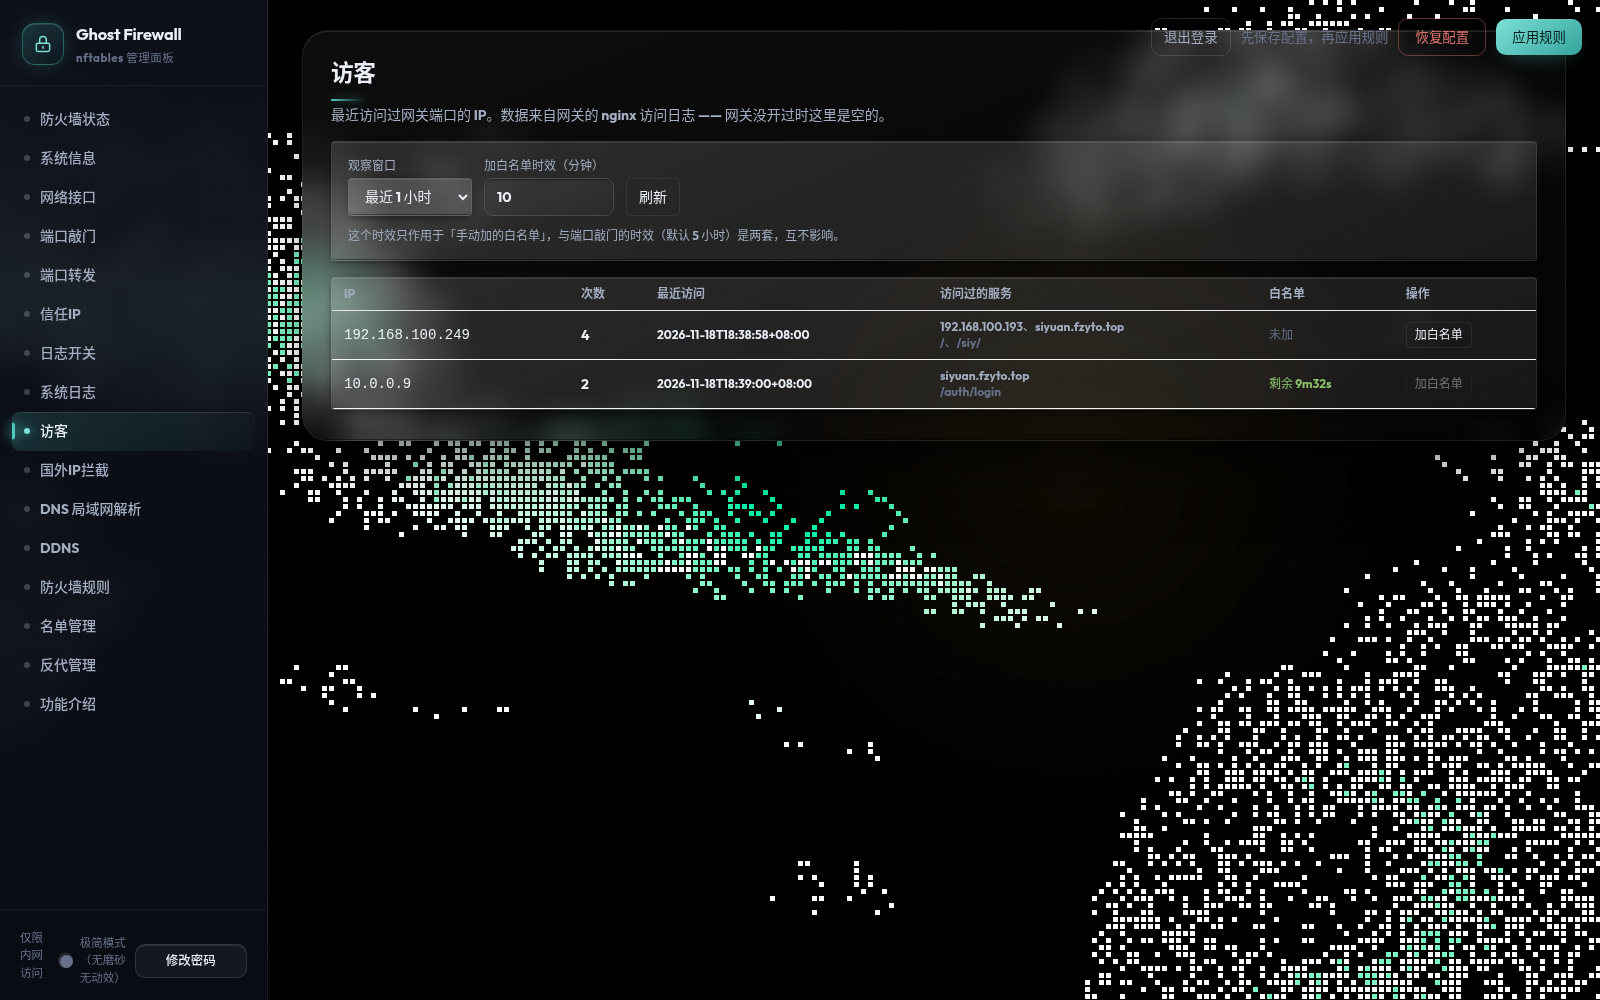 Ghost Firewall
nftables 管理面板
防火墙状态
系统信息
网络接口
端口敲门
端口转发
信任IP
日志开关
系统日志
访客
国外IP拦截
DNS 局域网解析
DDNS
防火墙规则
名单管理
反代管理
功能介绍
仅限
内网
访问
极简模式
（无磨砂
无动效）
修改密码
退出登录
先保存配置，再应用规则
恢复配置
应用规则
访客
最近访问过网关端口的 IP。数据来自网关的 nginx 访问日志 —— 网关没开过时这里是空的。
观察窗口
加白名单时效（分钟）
最近 1 小时
10
刷新
这个时效只作用于「手动加的白名单」，与端口敲门的时效（默认 5 小时）是两套，互不影响。
IP 次数 最近访问 访问过的服务 白名单 操作
192.168.100.249 4 2026-11-18T18:38:58+08:00 192.168.100.193、siyuan.fzyto.top 未加 加白名单
/、/siy/
10.0.0.9 2 2026-11-18T18:39:00+08:00 siyuan.fzyto.top 剩余 9m32s 加白名单
/auth/login